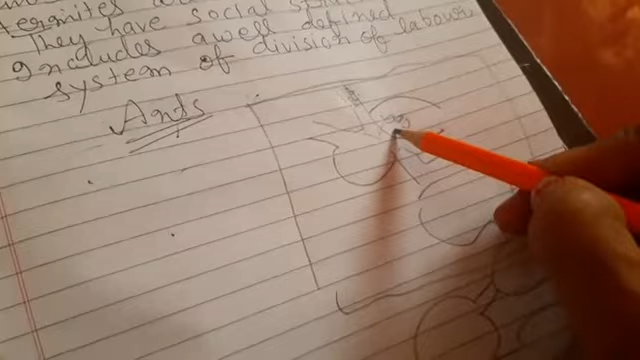 termites
They have social
Includes a well defined
system of division of labour
Ants